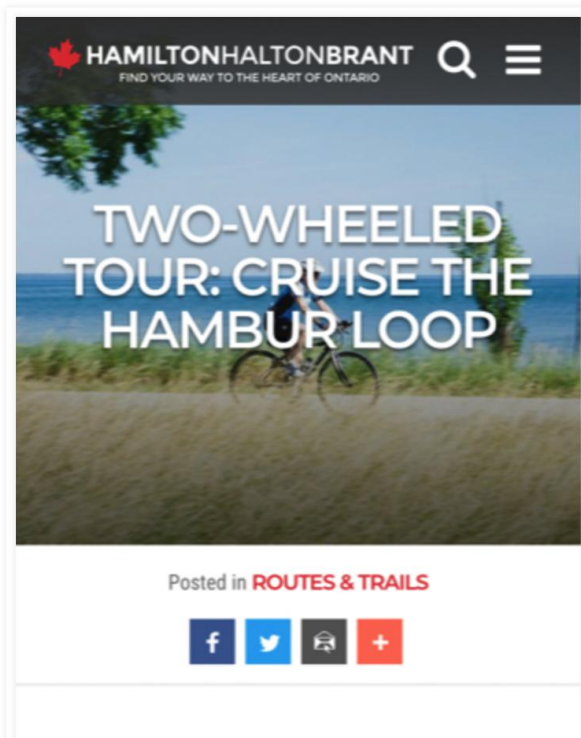 HAMILTONHALTONBRANT
FIND YOUR WAY TO THE HEART OF ONTARIO
TWO-WHEELED
TOUR: CRUISE THE
HAMBUR LOOP
Posted in ROUTES & TRAILS
f
+